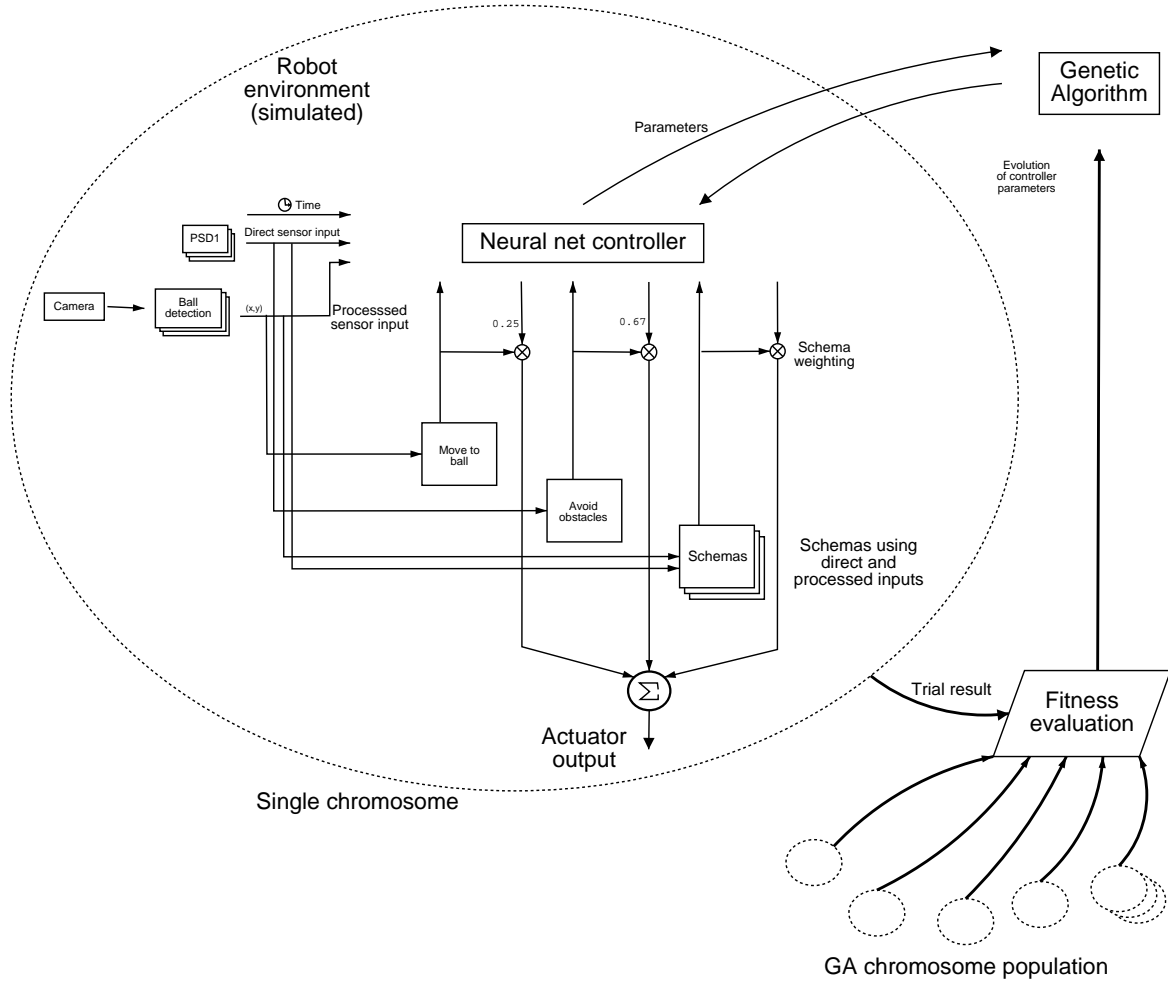 Robot
environment
(simulated)
Genetic
Algorithm
Parameters
Evolution
of controller
parameters
Time
PSD1
Direct sensor input
Neural net controller
Camera
Ball
detection
(x,y)
Processsed
sensor input
0.25
0.67
Schema
weighting
Move to
ball
Avoid
obstacles
Schemas
Schemas using
direct and
processed inputs
Σ
Actuator
output
Trial result
Fitness
evaluation
Single chromosome
GA chromosome population